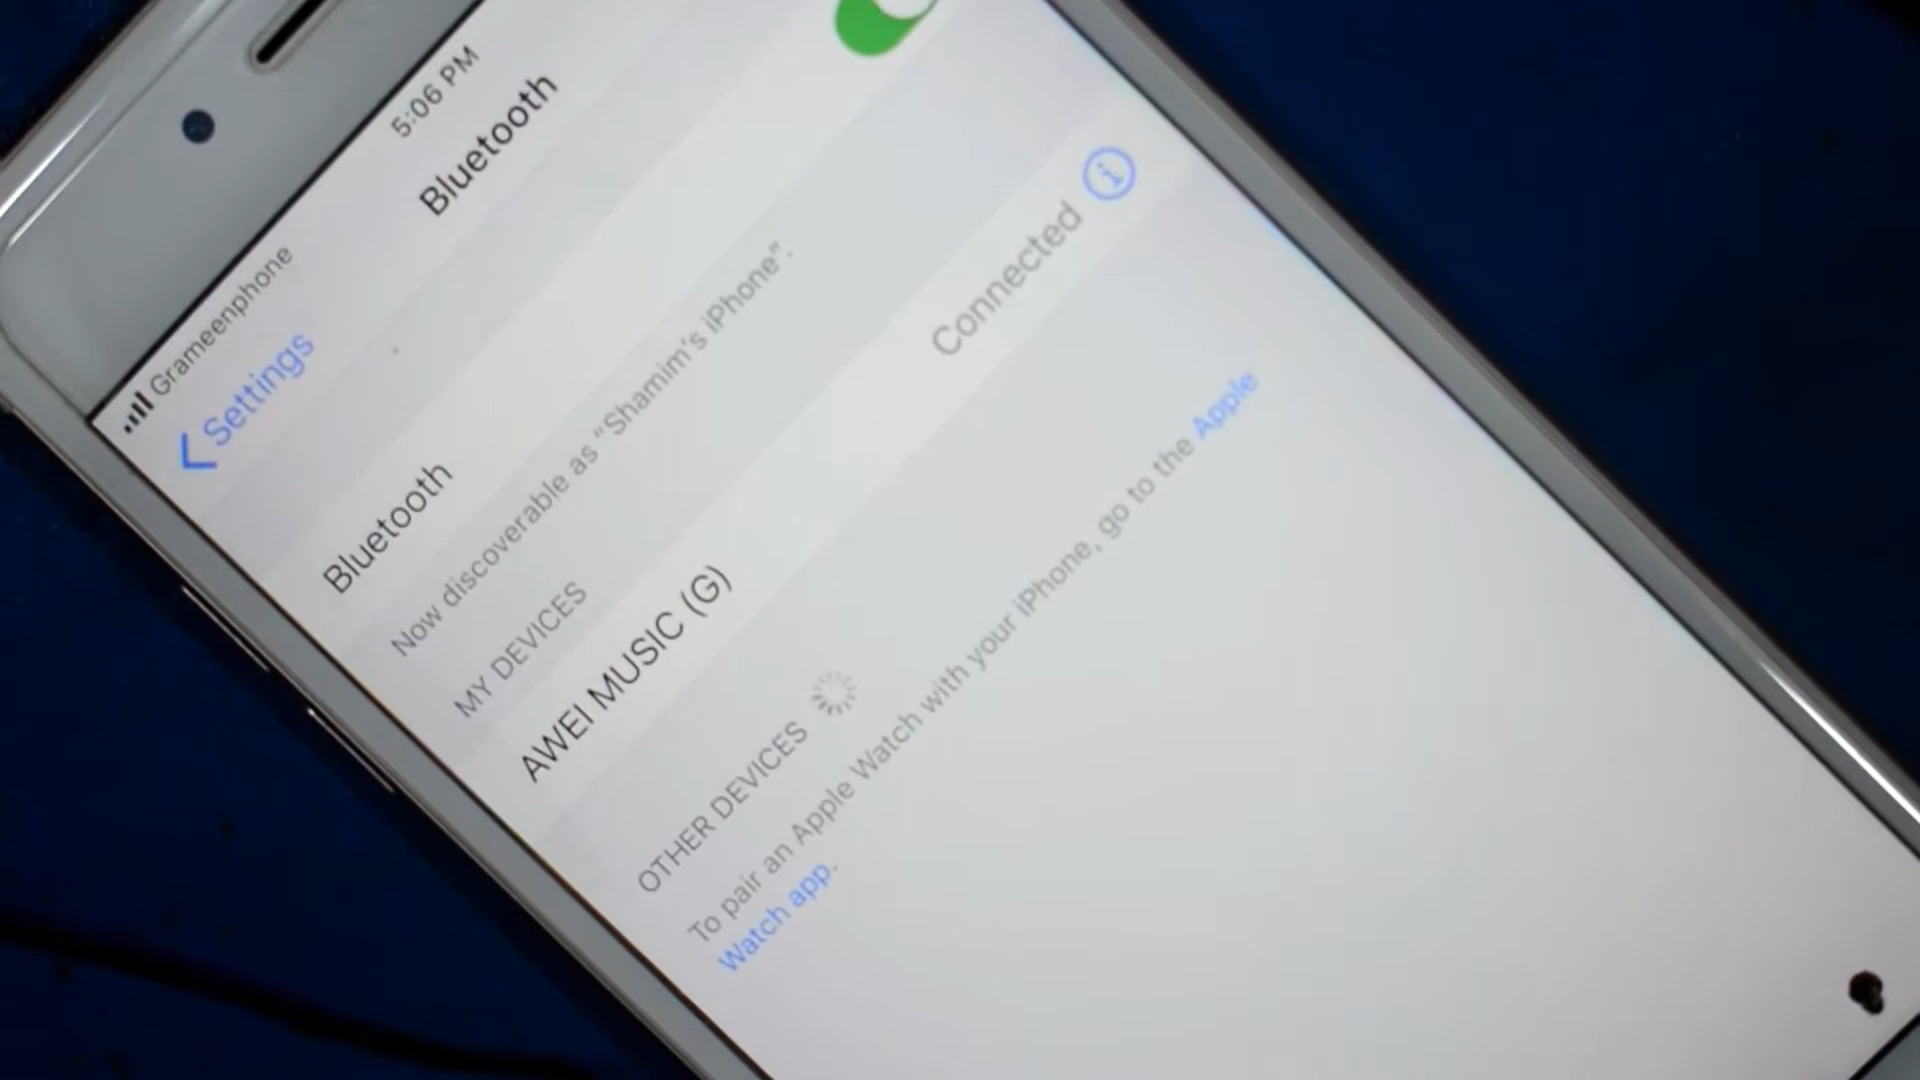 Grameenphone 5:06 PM
Settings Bluetooth
Bluetooth
Now discoverable as “Shamim’s iPhone”.
MY DEVICES
AWEI MUSIC (G) Connected
OTHER DEVICES
To pair an Apple Watch with your iPhone, go to the Apple
Watch app.